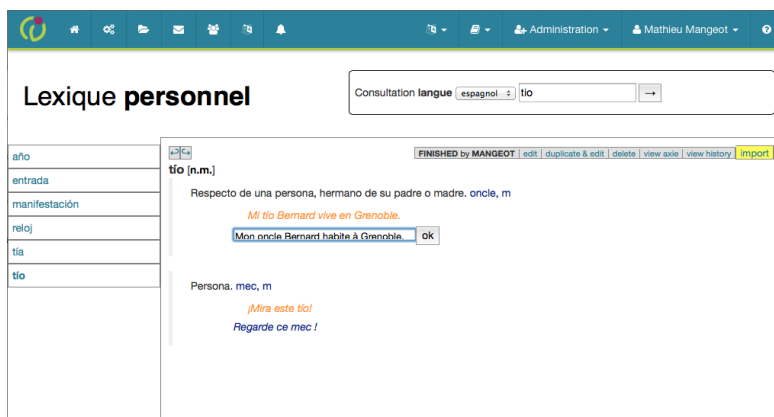 Administration
Mathieu Mangeot
Lexique personnel
Consultation langue espagnol tio →
año
entrada
manifestación
reloj
tía
tío
FINISHED by MANGEOT | edit | duplicate & edit | delete | view axie | view history | import
tío [n.m.]
Respecto de una persona, hermano de su padre o madre. oncle, m
Mi tío Bernard vive en Grenoble.
Mon oncle Bernard habite à Grenoble. ok
Persona. mec, m
¡Mira este tío!
Regarde ce mec !